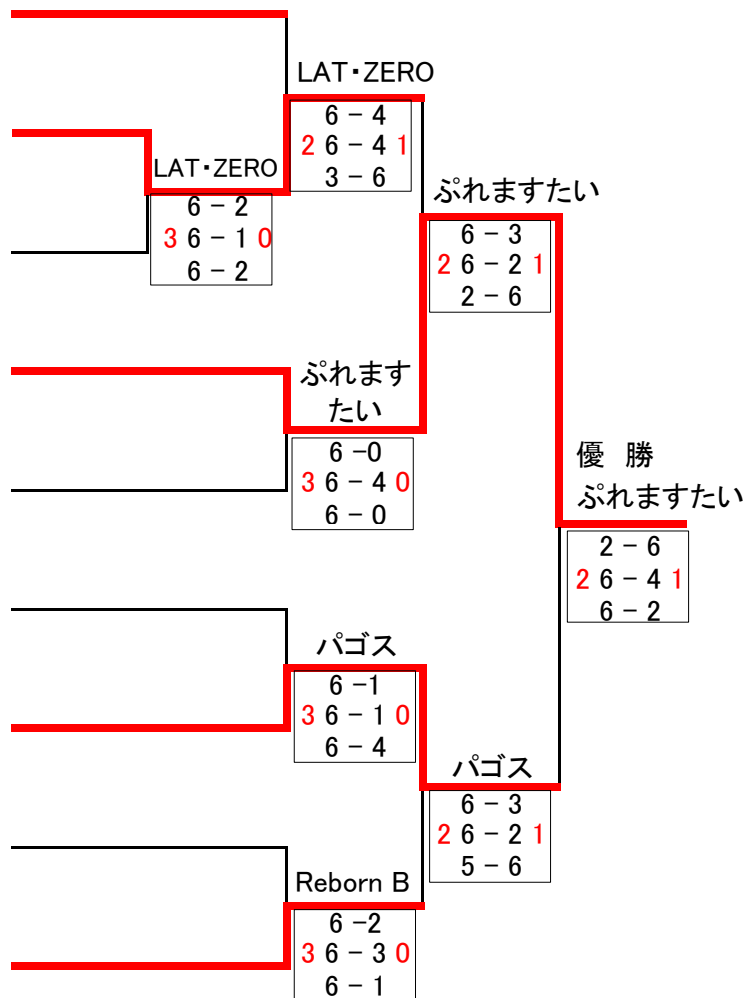 LAT・ZERO
6 － 4
2 6 － 4 1
3 － 6
LAT・ZERO
6 － 2
3 6 － 1 0
6 － 2
ぷれますたい
6 － 3
2 6 － 2 1
2 － 6
ぷれます
たい
6 －0
3 6 － 4 0
6 － 0
優　勝
ぷれますたい
2 － 6
2 6 － 4 1
6 － 2
パゴス
6 －1
3 6 － 1 0
6 － 4
パゴス
6 － 3
2 6 － 2 1
5 － 6
Reborn B
6 －2
3 6 － 3 0
6 － 1